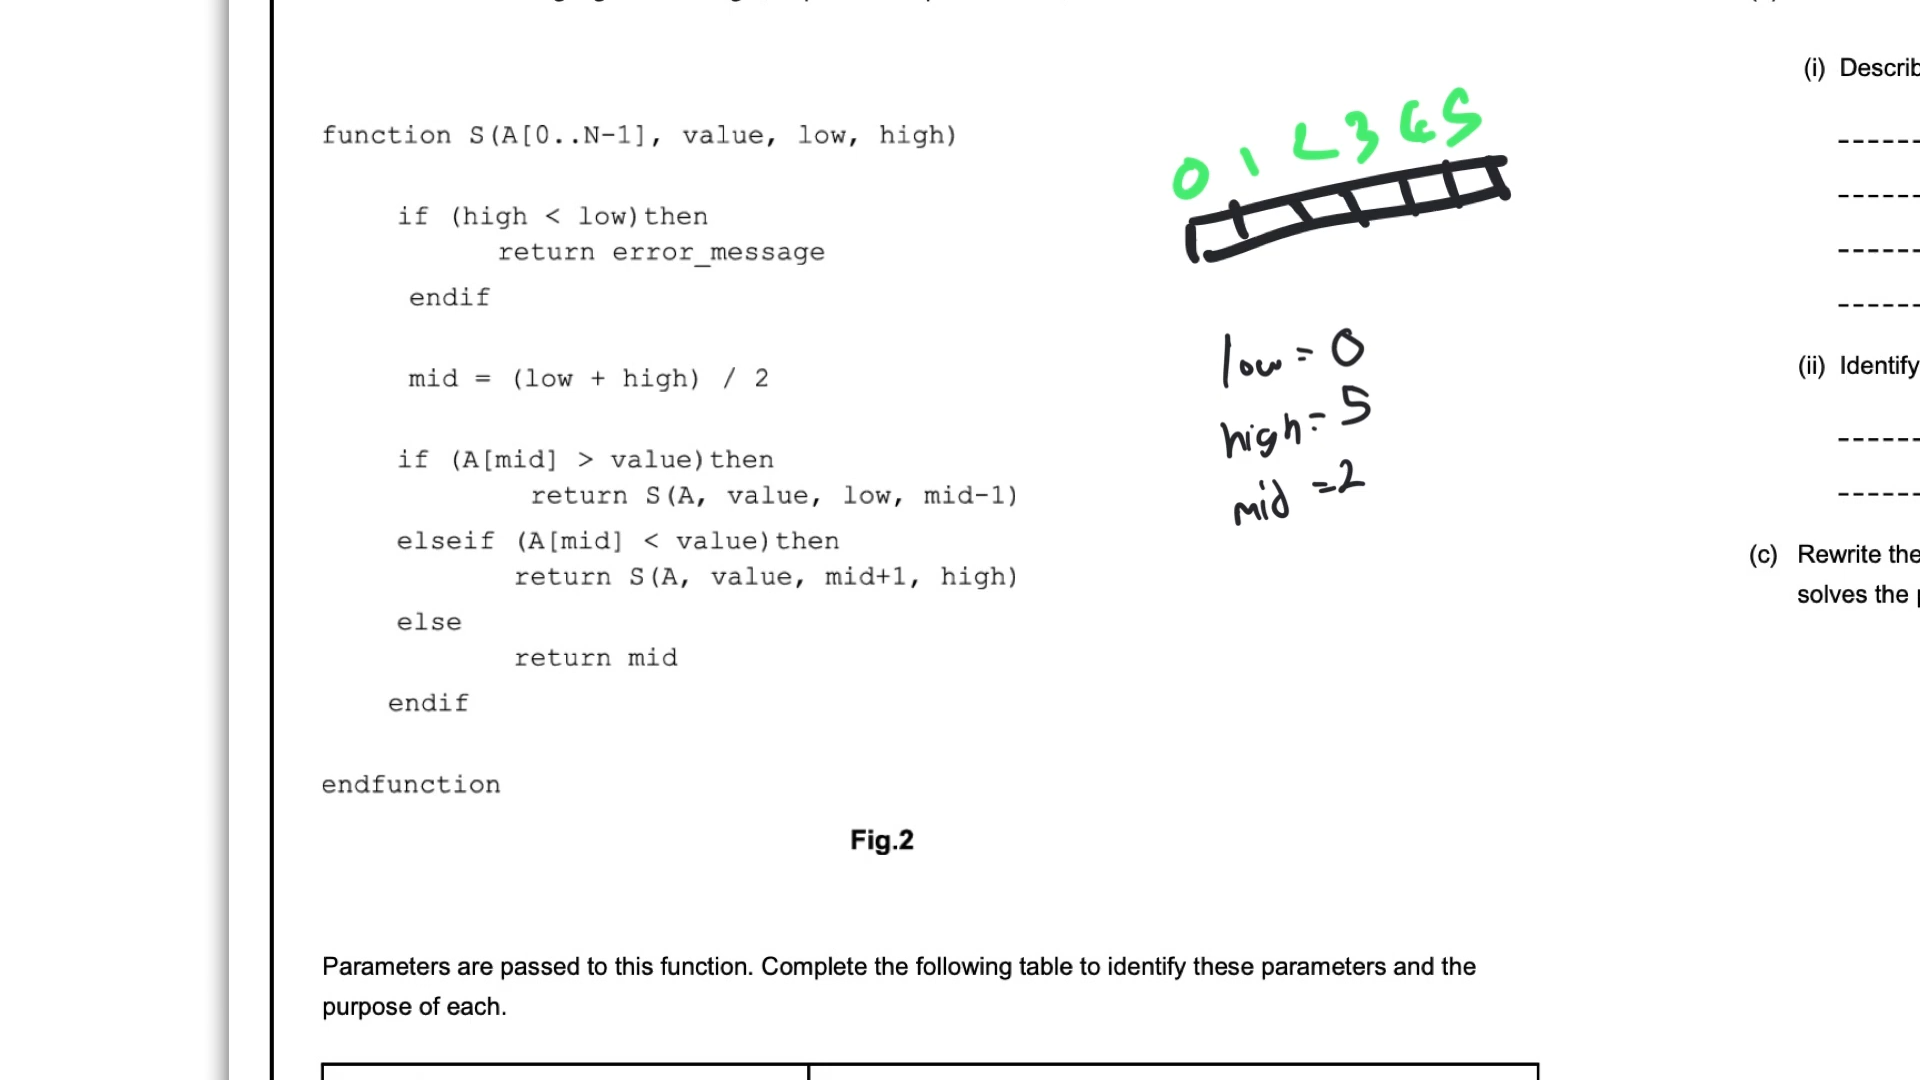 function S(A[0..N-1], value, low, high)
if (high < low)then
return error_message
endif
mid = (low + high) / 2
if (A[mid] > value)then
return S(A, value, low, mid-1)
elseif (A[mid] < value)then
return S(A, value, mid+1, high)
else
return mid
endif
endfunction
Fig.2
0 1 2 3 4 5
low = 0
high = 5
mid = 2
Parameters are passed to this function. Complete the following table to identify these parameters and the
purpose of each.
(i) Describ
(ii) Identify
(c) Rewrite the
solves the